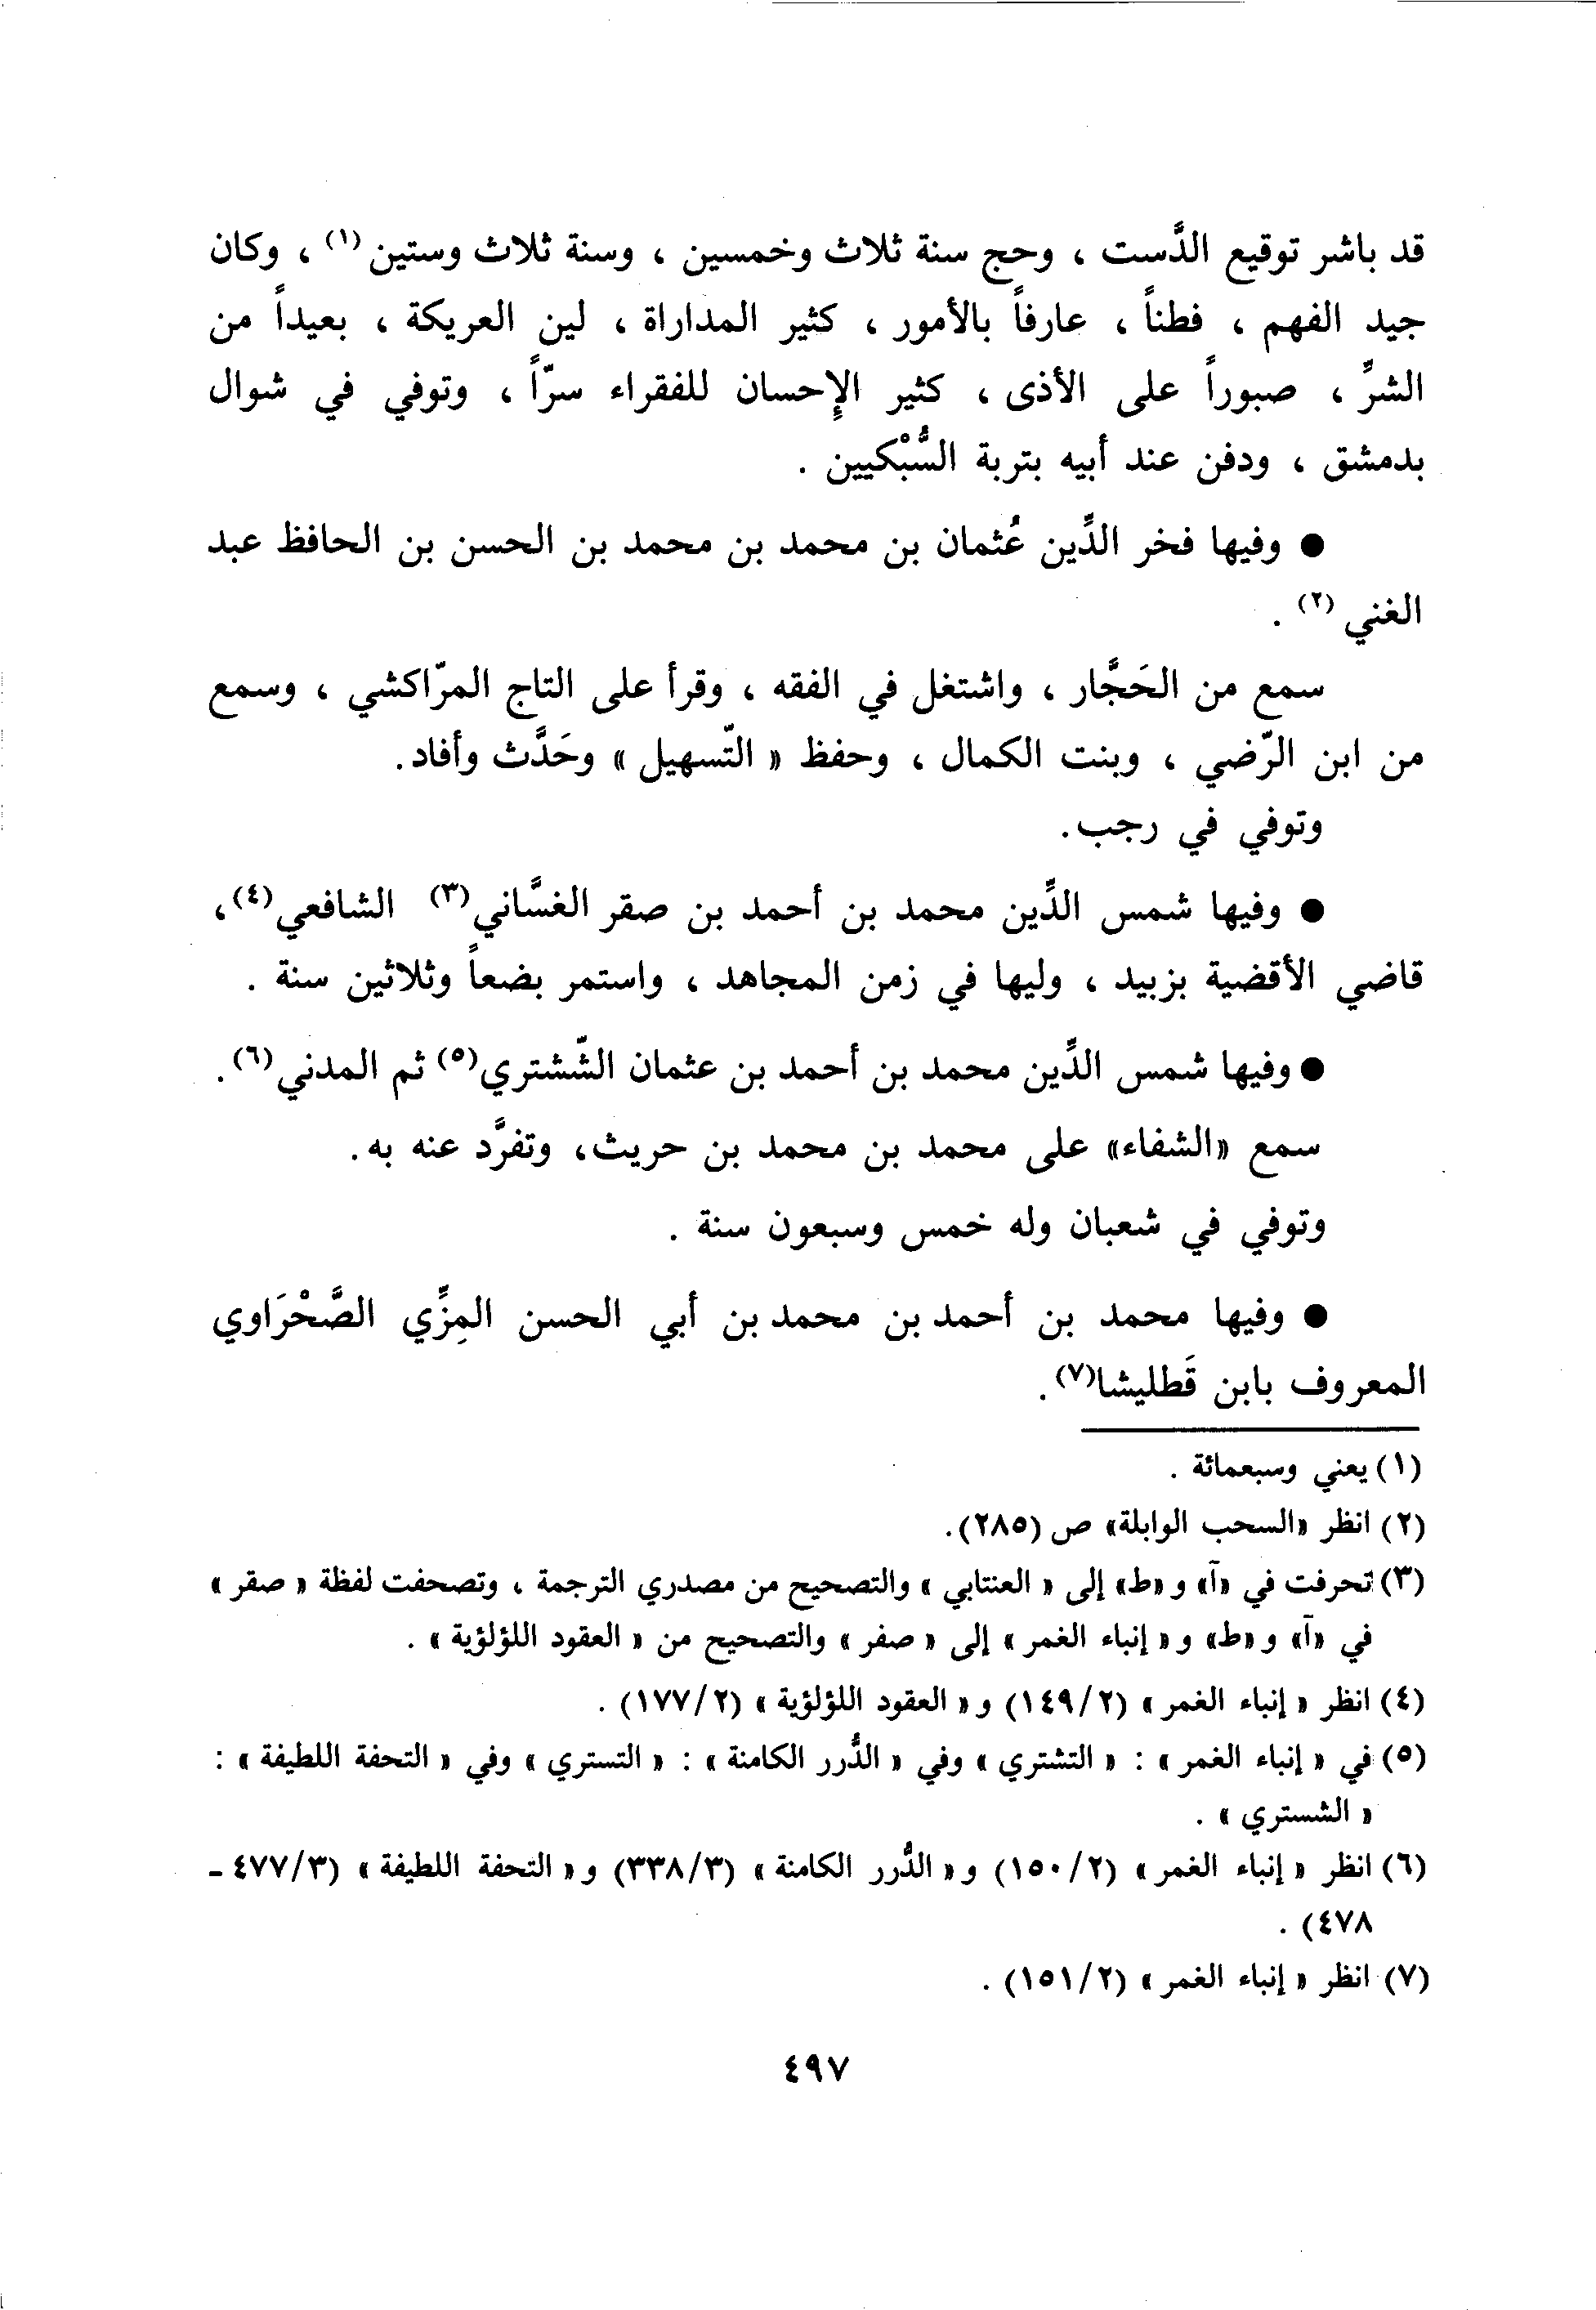 قد باشر توقيع الدَّست ، وحج سنة ثلاث وخمسين ، وسنة ثلاث وستين (١) ، وكان
جيد الفهم ، فطناً ، عارفاً بالأمور ، كثير المداراة ، لين العريكة ، بعيداً من
الشرِّ ، صبوراً على الأذى ، كثير الإحسان للفقراء سرّاً ، وتوفي في شوال
بدمشق ، ودفن عند أبيه بتربة السُّبْكيين .
● وفيها فخر الدِّين عُثمان بن محمد بن محمد بن الحسن بن الحافظ عبد
الغني (٢) .
سمع من الحَجَّار ، واشتغل في الفقه ، وقرأ على التاج المرّاكشي ، وسمع
من ابن الرّضي ، وبنت الكمال ، وحفظ « التّسهيل » وحَدَّث وأفاد.
وتوفي في رجب.
● وفيها شمس الدِّين محمد بن أحمد بن صقر الغسَّاني(٣) الشافعي(٤)،
قاضي الأقضية بزبيد ، وليها في زمن المجاهد ، واستمر بضعاً وثلاثين سنة .
● وفيها شمس الدِّين محمد بن أحمد بن عثمان الشّشتري(٥) ثم المدني(٦).
سمع «الشفاء» على محمد بن محمد بن حريث، وتفرَّد عنه به.
وتوفي في شعبان وله خمس وسبعون سنة .
● وفيها محمد بن أحمد بن محمد بن أبي الحسن المِزِّي الصَّحْرَاوي
المعروف بابن قَطليشا(٧).
(١) يعني وسبعمائة .
(٢) انظر «السحب الوابلة» ص (٢٨٥).
(٣) تحرفت في «آ» و «ط» إلى « العنتابي » والتصحيح من مصدري الترجمة ، وتصحفت لفظة « صقر »
في «آ» و «ط» و « إنباء الغمر » إلى « صفر » والتصحيح من « العقود اللؤلؤية » .
(٤) انظر « إنباء الغمر » (٢/ ١٤٩) و « العقود اللؤلؤية » (٢/ ١٧٧) .
(٥) في « إنباء الغمر » : « التشتري » وفي « الدُّرر الكامنة » : « التستري » وفي « التحفة اللطيفة » :
« الشستري » .
(٦) انظر « إنباء الغمر » (٢/ ١٥٠) و « الدُّرر الكامنة » (٣/ ٣٣٨) و « التحفة اللطيفة » (٣/ ٤٧٧ -
٤٧٨) .
(٧) انظر « إنباء الغمر » (٢/ ١٥١) .
٤٩٧